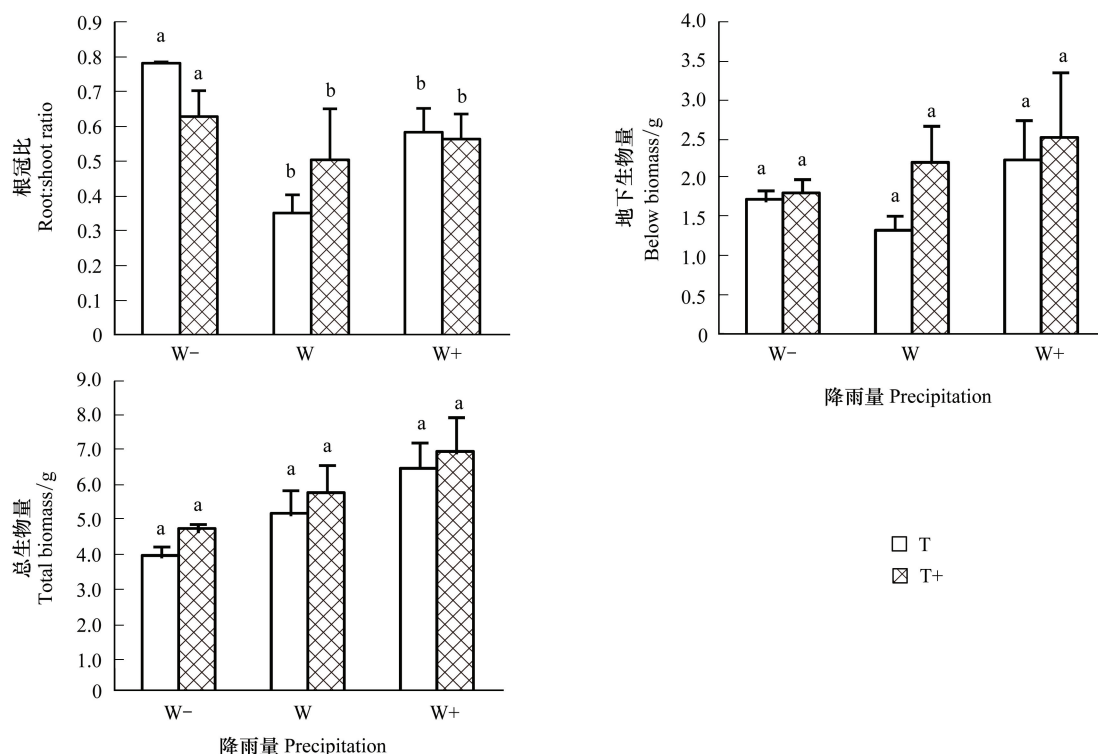 根冠比
Root:shoot ratio
0.9
0.8
0.7
0.6
0.5
0.4
0.3
0.2
0.1
0
a
a
b
b
b
b
W−
W
W+
地下生物量
Below biomass/g
4.0
3.5
3.0
2.5
2.0
1.5
1.0
0.5
0
a
a
a
a
a
a
W−
W
W+
降雨量 Precipitation
总生物量
Total biomass/g
9.0
8.0
7.0
6.0
5.0
4.0
3.0
2.0
1.0
0
a
a
a
a
a
a
W−
W
W+
降雨量 Precipitation
T
T+